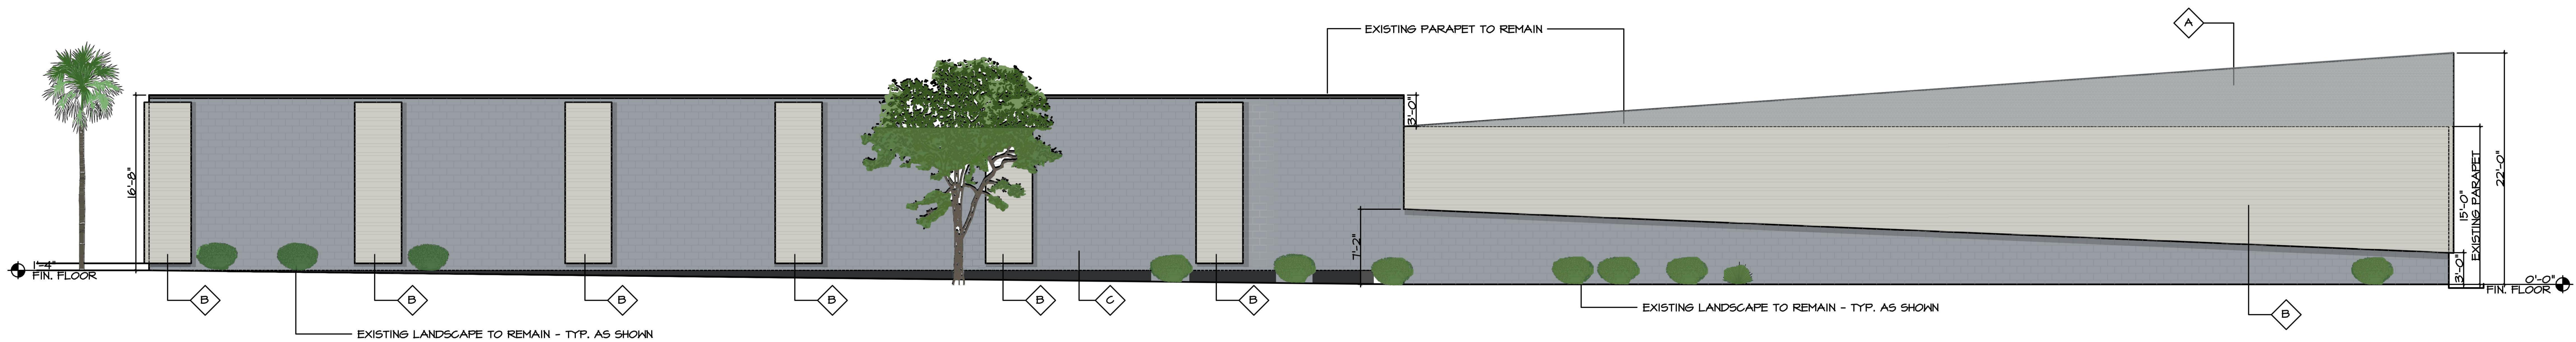 EXISTING PARAPET TO REMAIN
A
3'-0"
16'-8"
22'-0"
15'-0"
EXISTING PARAPET
7'-2"
3'-0"
1'-4"
FIN. FLOOR
0'-0"
FIN. FLOOR
B
B
B
B
B
C
B
B
EXISTING LANDSCAPE TO REMAIN - TYP. AS SHOWN
EXISTING LANDSCAPE TO REMAIN - TYP. AS SHOWN